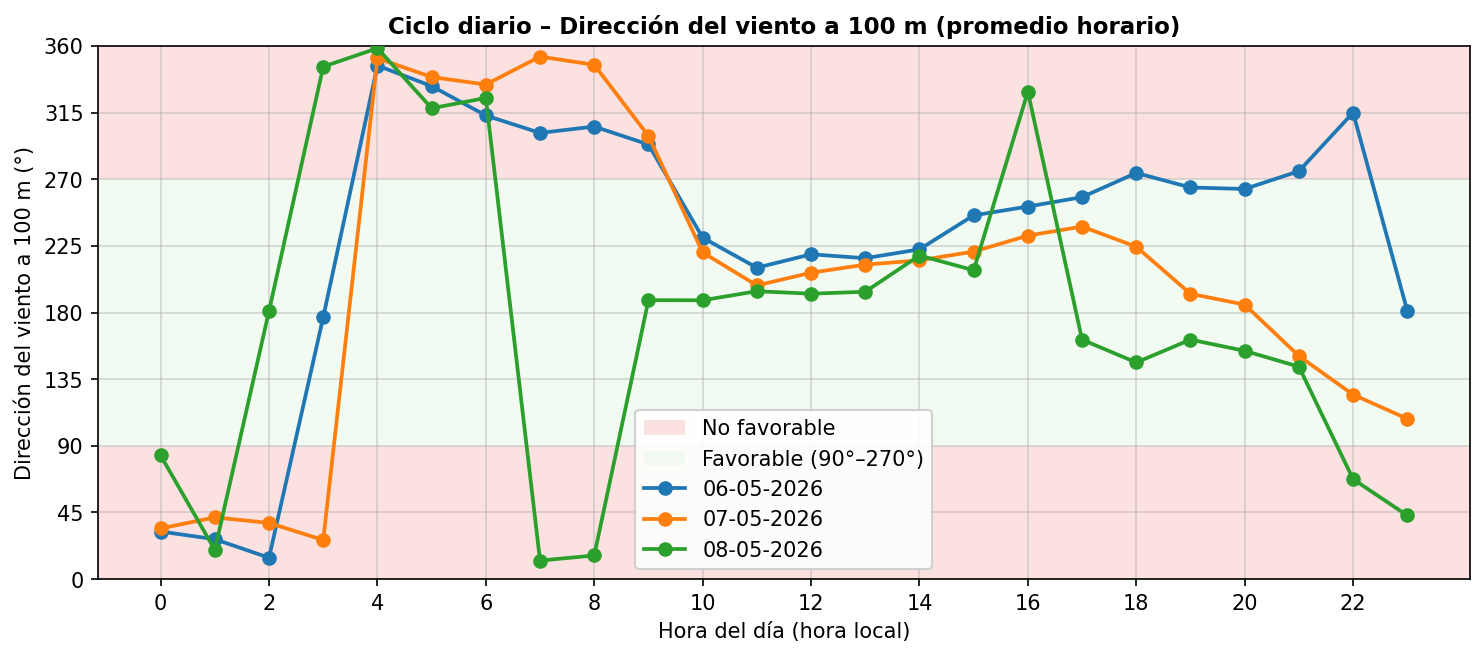 Ciclo diario – Dirección del viento a 100 m (promedio horario)
Dirección del viento a 100 m (°)
360
315
270
225
180
135
90
45
0
No favorable
Favorable (90°–270°)
06-05-2026
07-05-2026
08-05-2026
0 2 4 6 8 10 12 14 16 18 20 22
Hora del día (hora local)